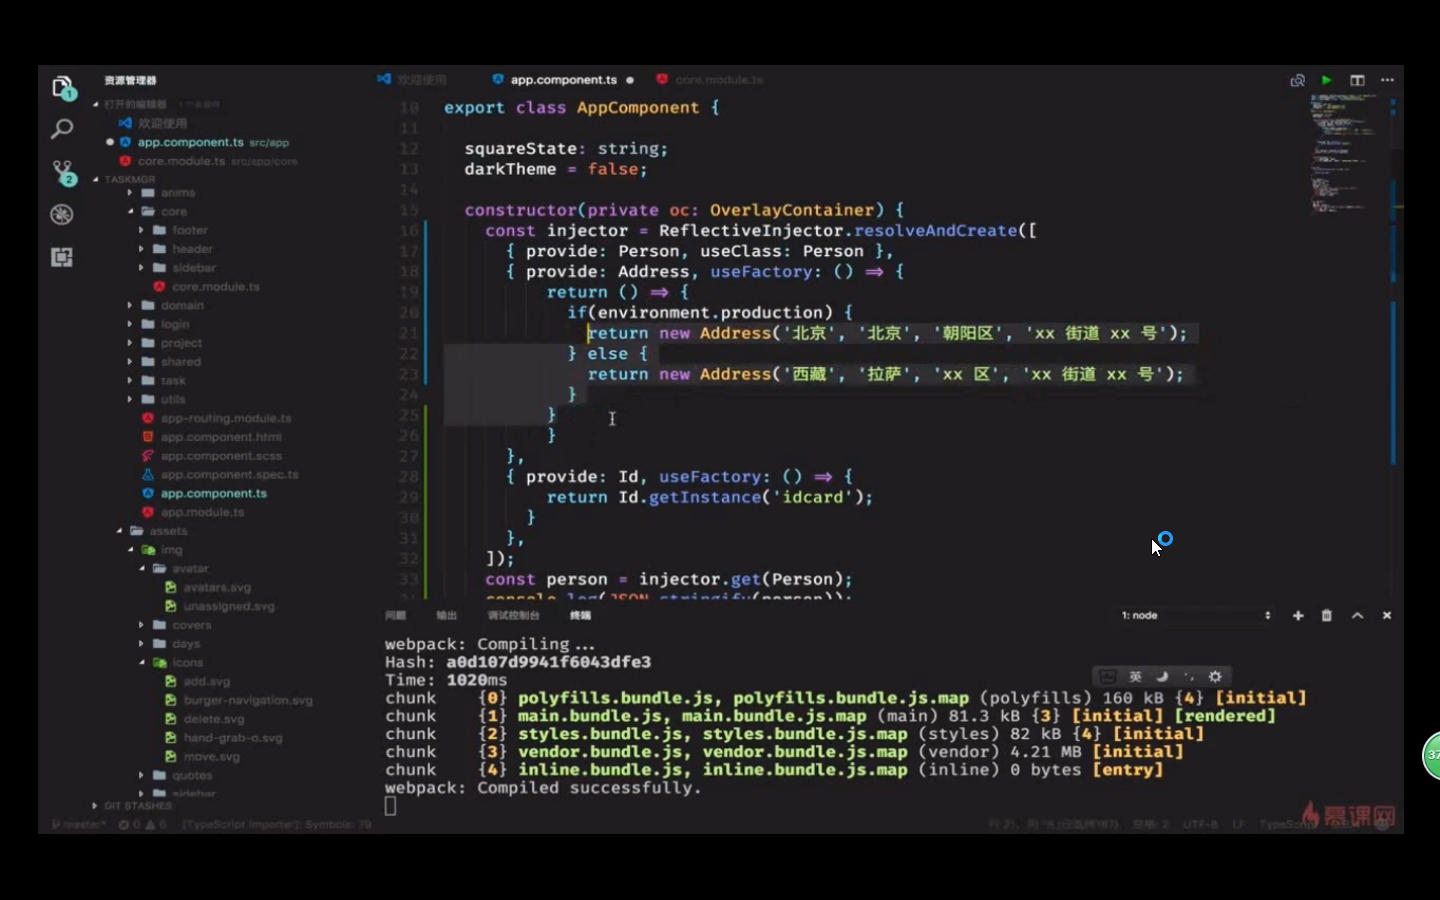 资源管理器
打开的编辑器
欢迎使用
app.component.ts src/app
core.module.ts src/app/core
TASKMGR
anims
core
footer
header
sidebar
core.module.ts
domain
login
project
shared
task
utils
app-routing.module.ts
app.component.html
app.component.scss
app.component.spec.ts
app.component.ts
app.module.ts
assets
img
avatar
avatars.svg
unassigned.svg
covers
days
icons
add.svg
burger-navigation.svg
delete.svg
hand-grab-o.svg
move.svg
quotes
sidebar
GIT STASHES
欢迎使用 app.component.ts core.module.ts
10 export class AppComponent {
11
12 squareState: string;
13 darkTheme = false;
14
15 constructor(private oc: OverlayContainer) {
16 const injector = ReflectiveInjector.resolveAndCreate([
17 { provide: Person, useClass: Person },
18 { provide: Address, useFactory: () => {
19 return () => {
20 if(environment.production) {
21 return new Address('北京', '北京', '朝阳区', 'xx 街道 xx 号');
22 } else {
23 return new Address('西藏', '拉萨', 'xx 区', 'xx 街道 xx 号');
24 }
25 }
26 }
27 },
28 { provide: Id, useFactory: () => {
29 return Id.getInstance('idcard');
30 }
31 },
32 ]);
33 const person = injector.get(Person);
console.log(JSON.stringify(person));
问题 输出 调试控制台 终端 1: node
webpack: Compiling ...
Hash: a0d107d9941f6043dfe3
Time: 1020ms
chunk {0} polyfills.bundle.js, polyfills.bundle.js.map (polyfills) 160 kB {4} [initial]
chunk {1} main.bundle.js, main.bundle.js.map (main) 81.3 kB {3} [initial] [rendered]
chunk {2} styles.bundle.js, styles.bundle.js.map (styles) 82 kB {4} [initial]
chunk {3} vendor.bundle.js, vendor.bundle.js.map (vendor) 4.21 MB [initial]
chunk {4} inline.bundle.js, inline.bundle.js.map (inline) 0 bytes [entry]
webpack: Compiled successfully.
英
37
慕课网
master* 0 6 [TypeScript Importer]: Symbols: 79
空格: 2 UTF-8 LF